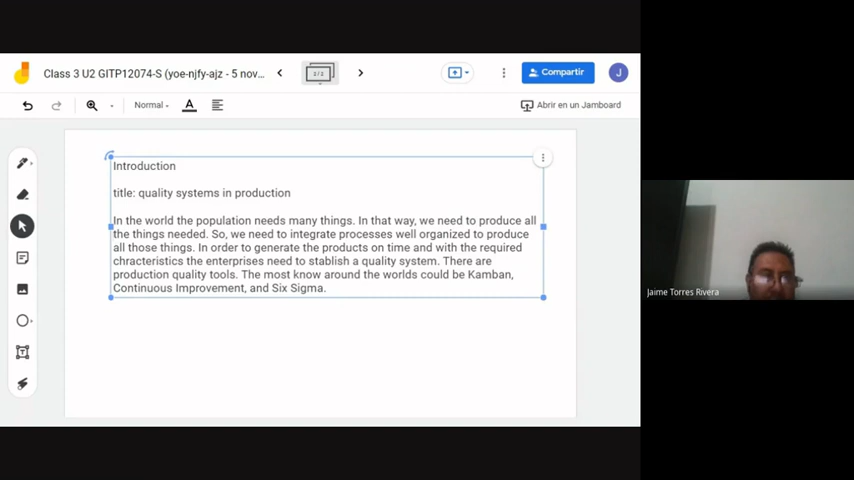 Class 3 U2 GITP12074-S (yoe-njfy-ajz - 5 nov...
2/2
Compartir
J
Normal
A
Abrir en un Jamboard
Introduction
title: quality systems in production
In the world the population needs many things. In that way, we need to produce all
the things needed. So, we need to integrate processes well organized to produce
all those things. In order to generate the products on time and with the required
chracteristics the enterprises need to stablish a quality system. There are
production quality tools. The most know around the worlds could be Kamban,
Continuous Improvement, and Six Sigma.
Jaime Torres Rivera